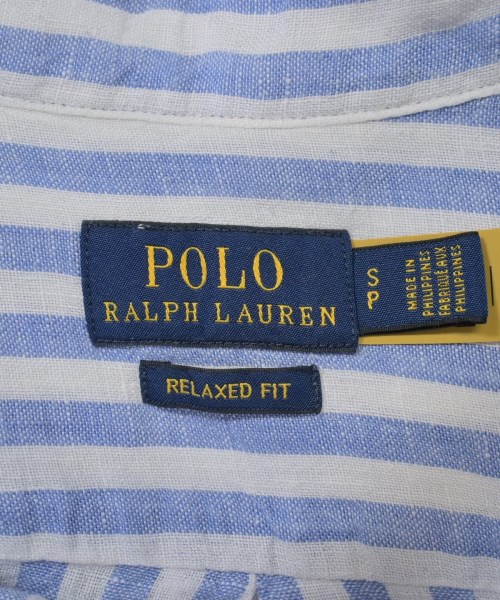 POLO
RALPH LAUREN
S
P
MADE IN
PHILIPPINES
FABRIQUÉ AUX
PHILIPPINES
RELAXED FIT